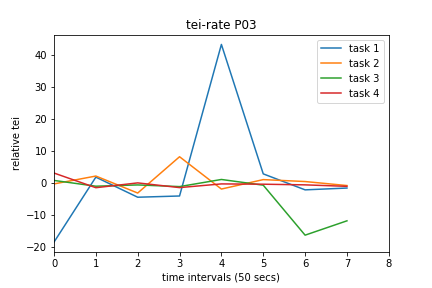 tei-rate P03
task 1
task 2
task 3
task 4
relative tei
40
30
20
10
0
−10
−20
0 1 2 3 4 5 6 7 8
time intervals (50 secs)